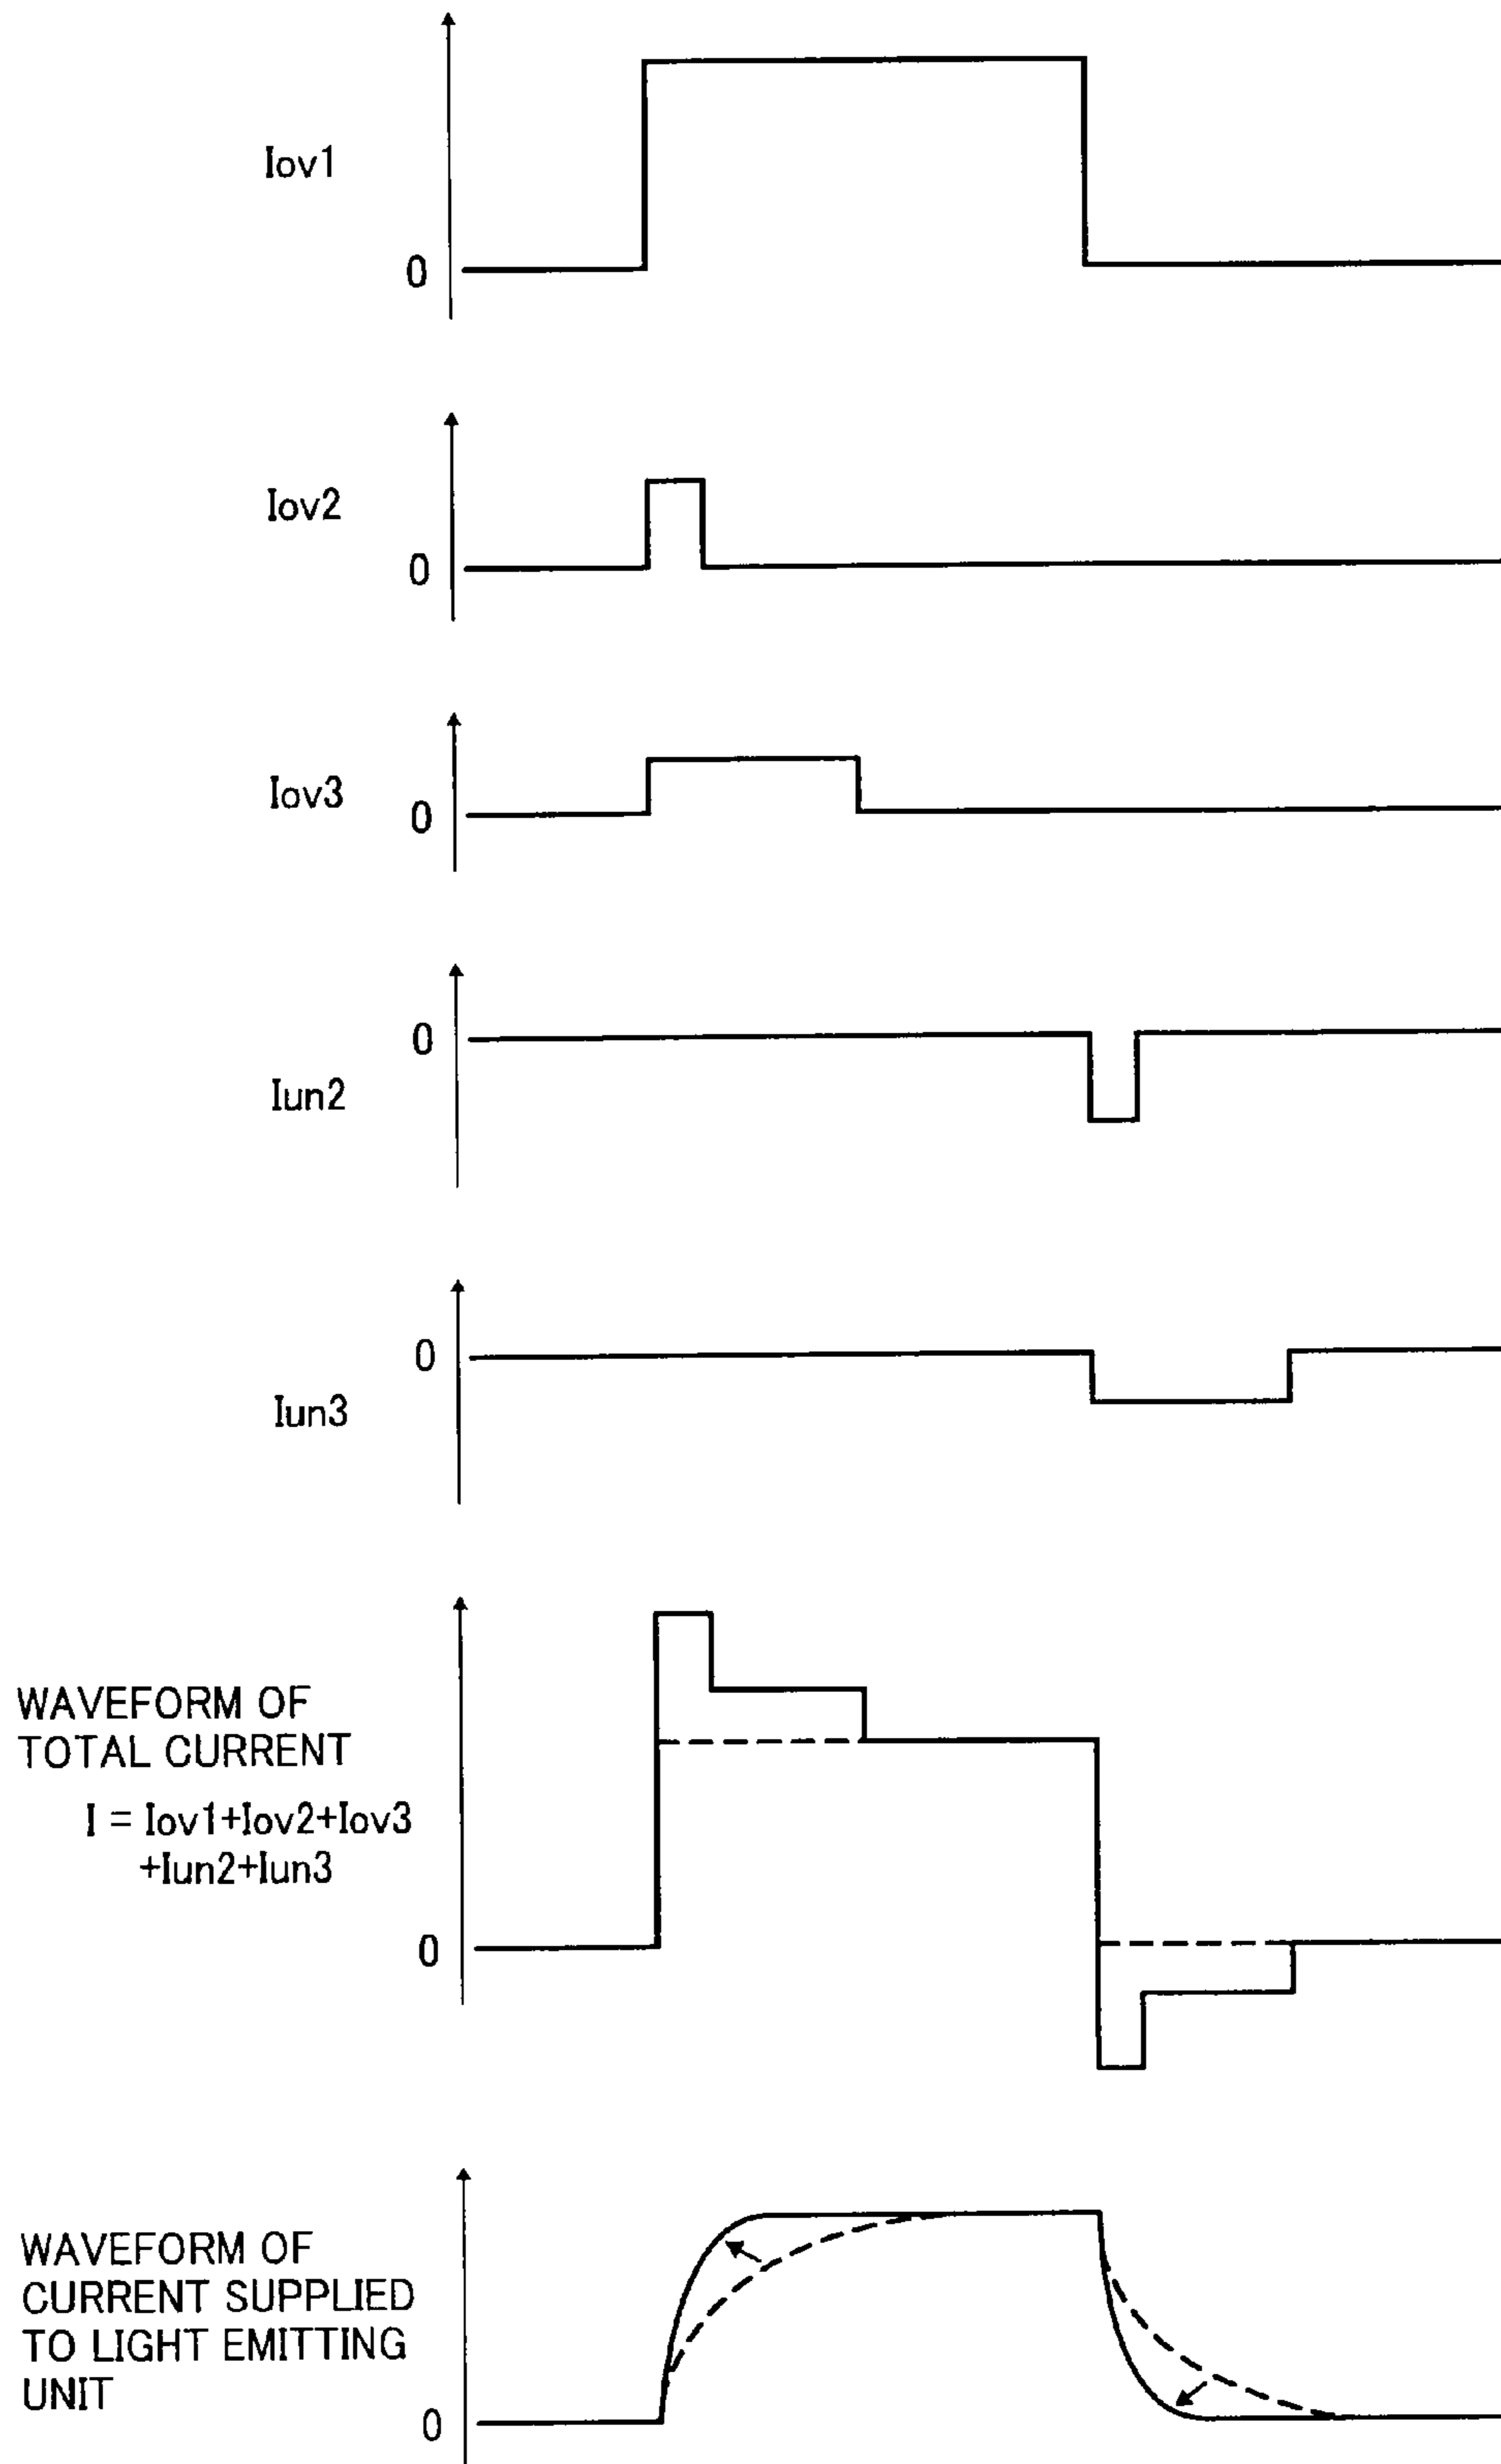 Iov1
0
Iov2
0
Iov3
0
0
Iun2
0
Iun3
WAVEFORM OF
TOTAL CURRENT
I = Iov1+Iov2+Iov3
+Iun2+Iun3
0
WAVEFORM OF
CURRENT SUPPLIED
TO LIGHT EMITTING
UNIT
0